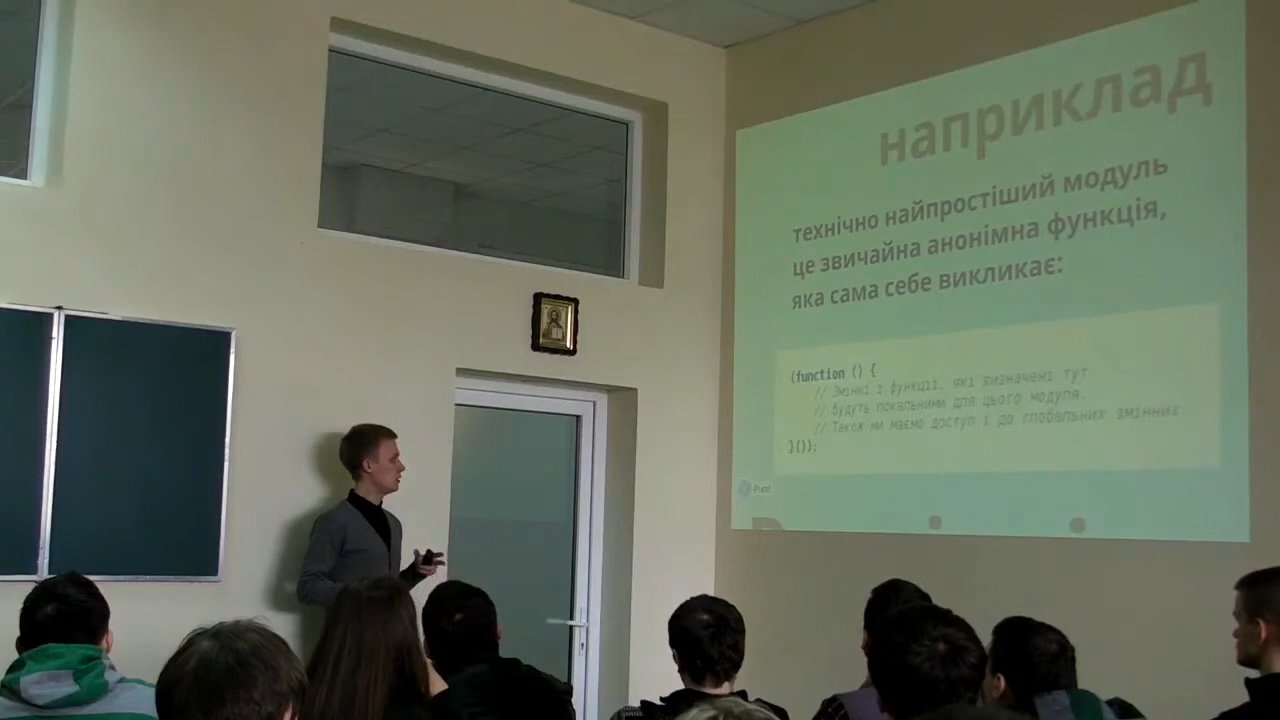 наприклад
технічно найпростіший модуль
це звичайна анонімна функція,
яка сама себе викликає:
(function () {
// Змінні і функції, які визначені тут
// будуть локальними для цього модуля.
// Також ми маємо доступ і до глобальних змінних
}());
Prezi